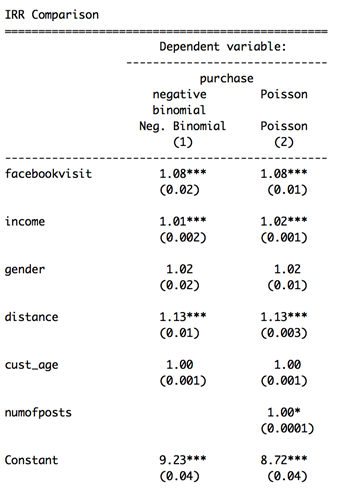 IRR Comparison
================================================
Dependent variable:
------------------------------
purchase
negative Poisson
binomial
Neg. Binomial Poisson
(1) (2)
------------------------------------------------
facebookvisit 1.08*** 1.08***
(0.02) (0.01)
income 1.01*** 1.02***
(0.002) (0.001)
gender 1.02 1.02
(0.02) (0.01)
distance 1.13*** 1.13***
(0.01) (0.003)
cust_age 1.00 1.00
(0.001) (0.001)
numofposts 1.00*
(0.0001)
Constant 9.23*** 8.72***
(0.04) (0.04)